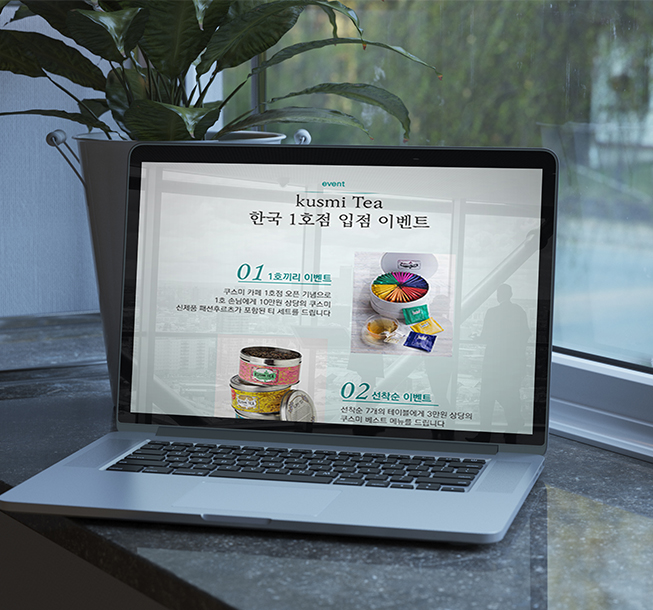 event
kusmi Tea
한국 1호점 입점 이벤트
01 1호끼리 이벤트
쿠스미 카페 1호점 오픈 기념으로
1호 손님에게 10만원 상당의 쿠스미
신제품 패션후르츠가 포함된 티 세트를 드립니다
02 선착순 이벤트
선착순 7개의 테이블에게 3만원 상당의
쿠스미 베스트 메뉴를 드립니다